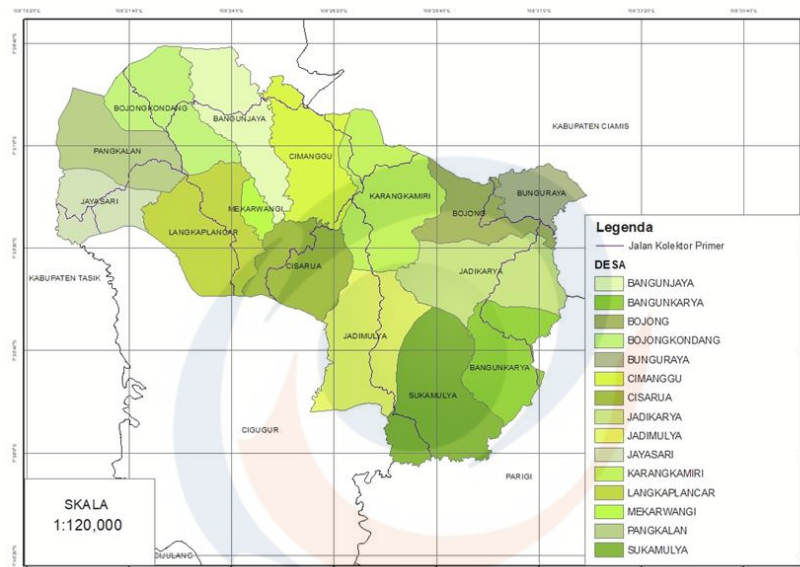 KABUPATEN CIAMIS
BOJONGKONDANG
BANGUNJAYA
PANGKALAN
CIMANGGU
JAYASARI
MEKARWANGI
KARANGKAMIRI
BUNGURAYA
BOJONG
LANGKAPLANCAR
CISARUA
JADIKARYA
KABUPATEN TASIK
JADIMULYA
BANGUNKARYA
SUKAMULYA
CIGUGUR
PARIGI
SKALA
1:120,000
Legenda
Jalan Kolektor Primer
DESA
BANGUNJAYA
BANGUNKARYA
BOJONG
BOJONGKONDANG
BUNGURAYA
CIMANGGU
CISARUA
JADIKARYA
JADIMULYA
JAYASARI
KARANGKAMIRI
LANGKAPLANCAR
MEKARWANGI
PANGKALAN
SUKAMULYA